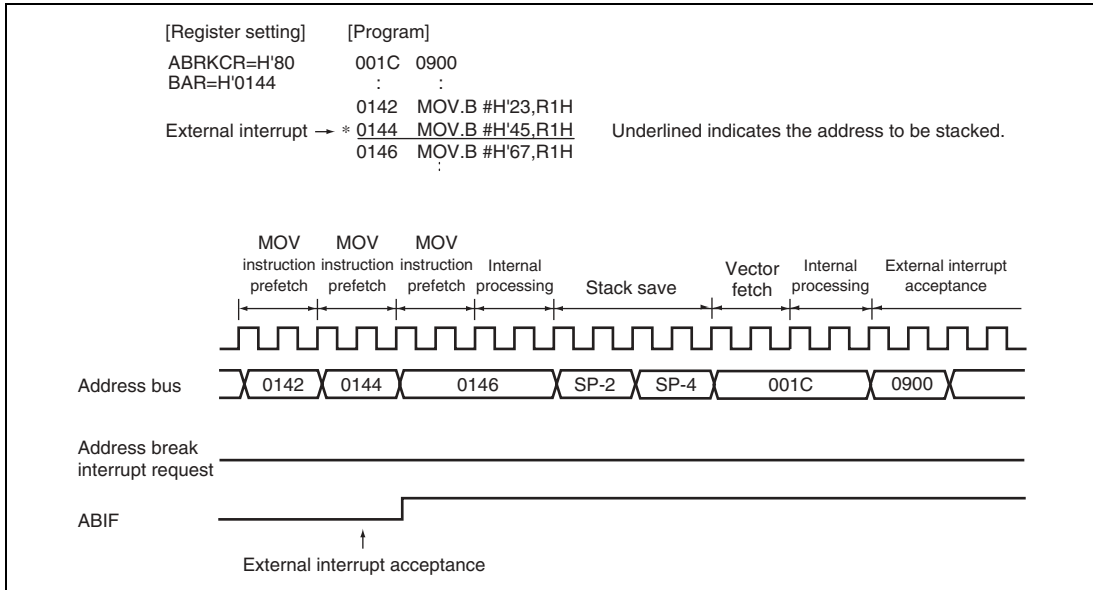 [Register setting] [Program]
ABRKCR=H'80 001C 0900
BAR=H'0144 : :
0142 MOV.B #H'23,R1H
External interrupt → * 0144 MOV.B #H'45,R1H Underlined indicates the address to be stacked.
0146 MOV.B #H'67,R1H
:
MOV MOV MOV
instruction instruction instruction Internal Vector Internal External interrupt
prefetch prefetch prefetch processing Stack save fetch processing acceptance
Address bus 0142 0144 0146 SP-2 SP-4 001C 0900
Address break
interrupt request
ABIF
External interrupt acceptance